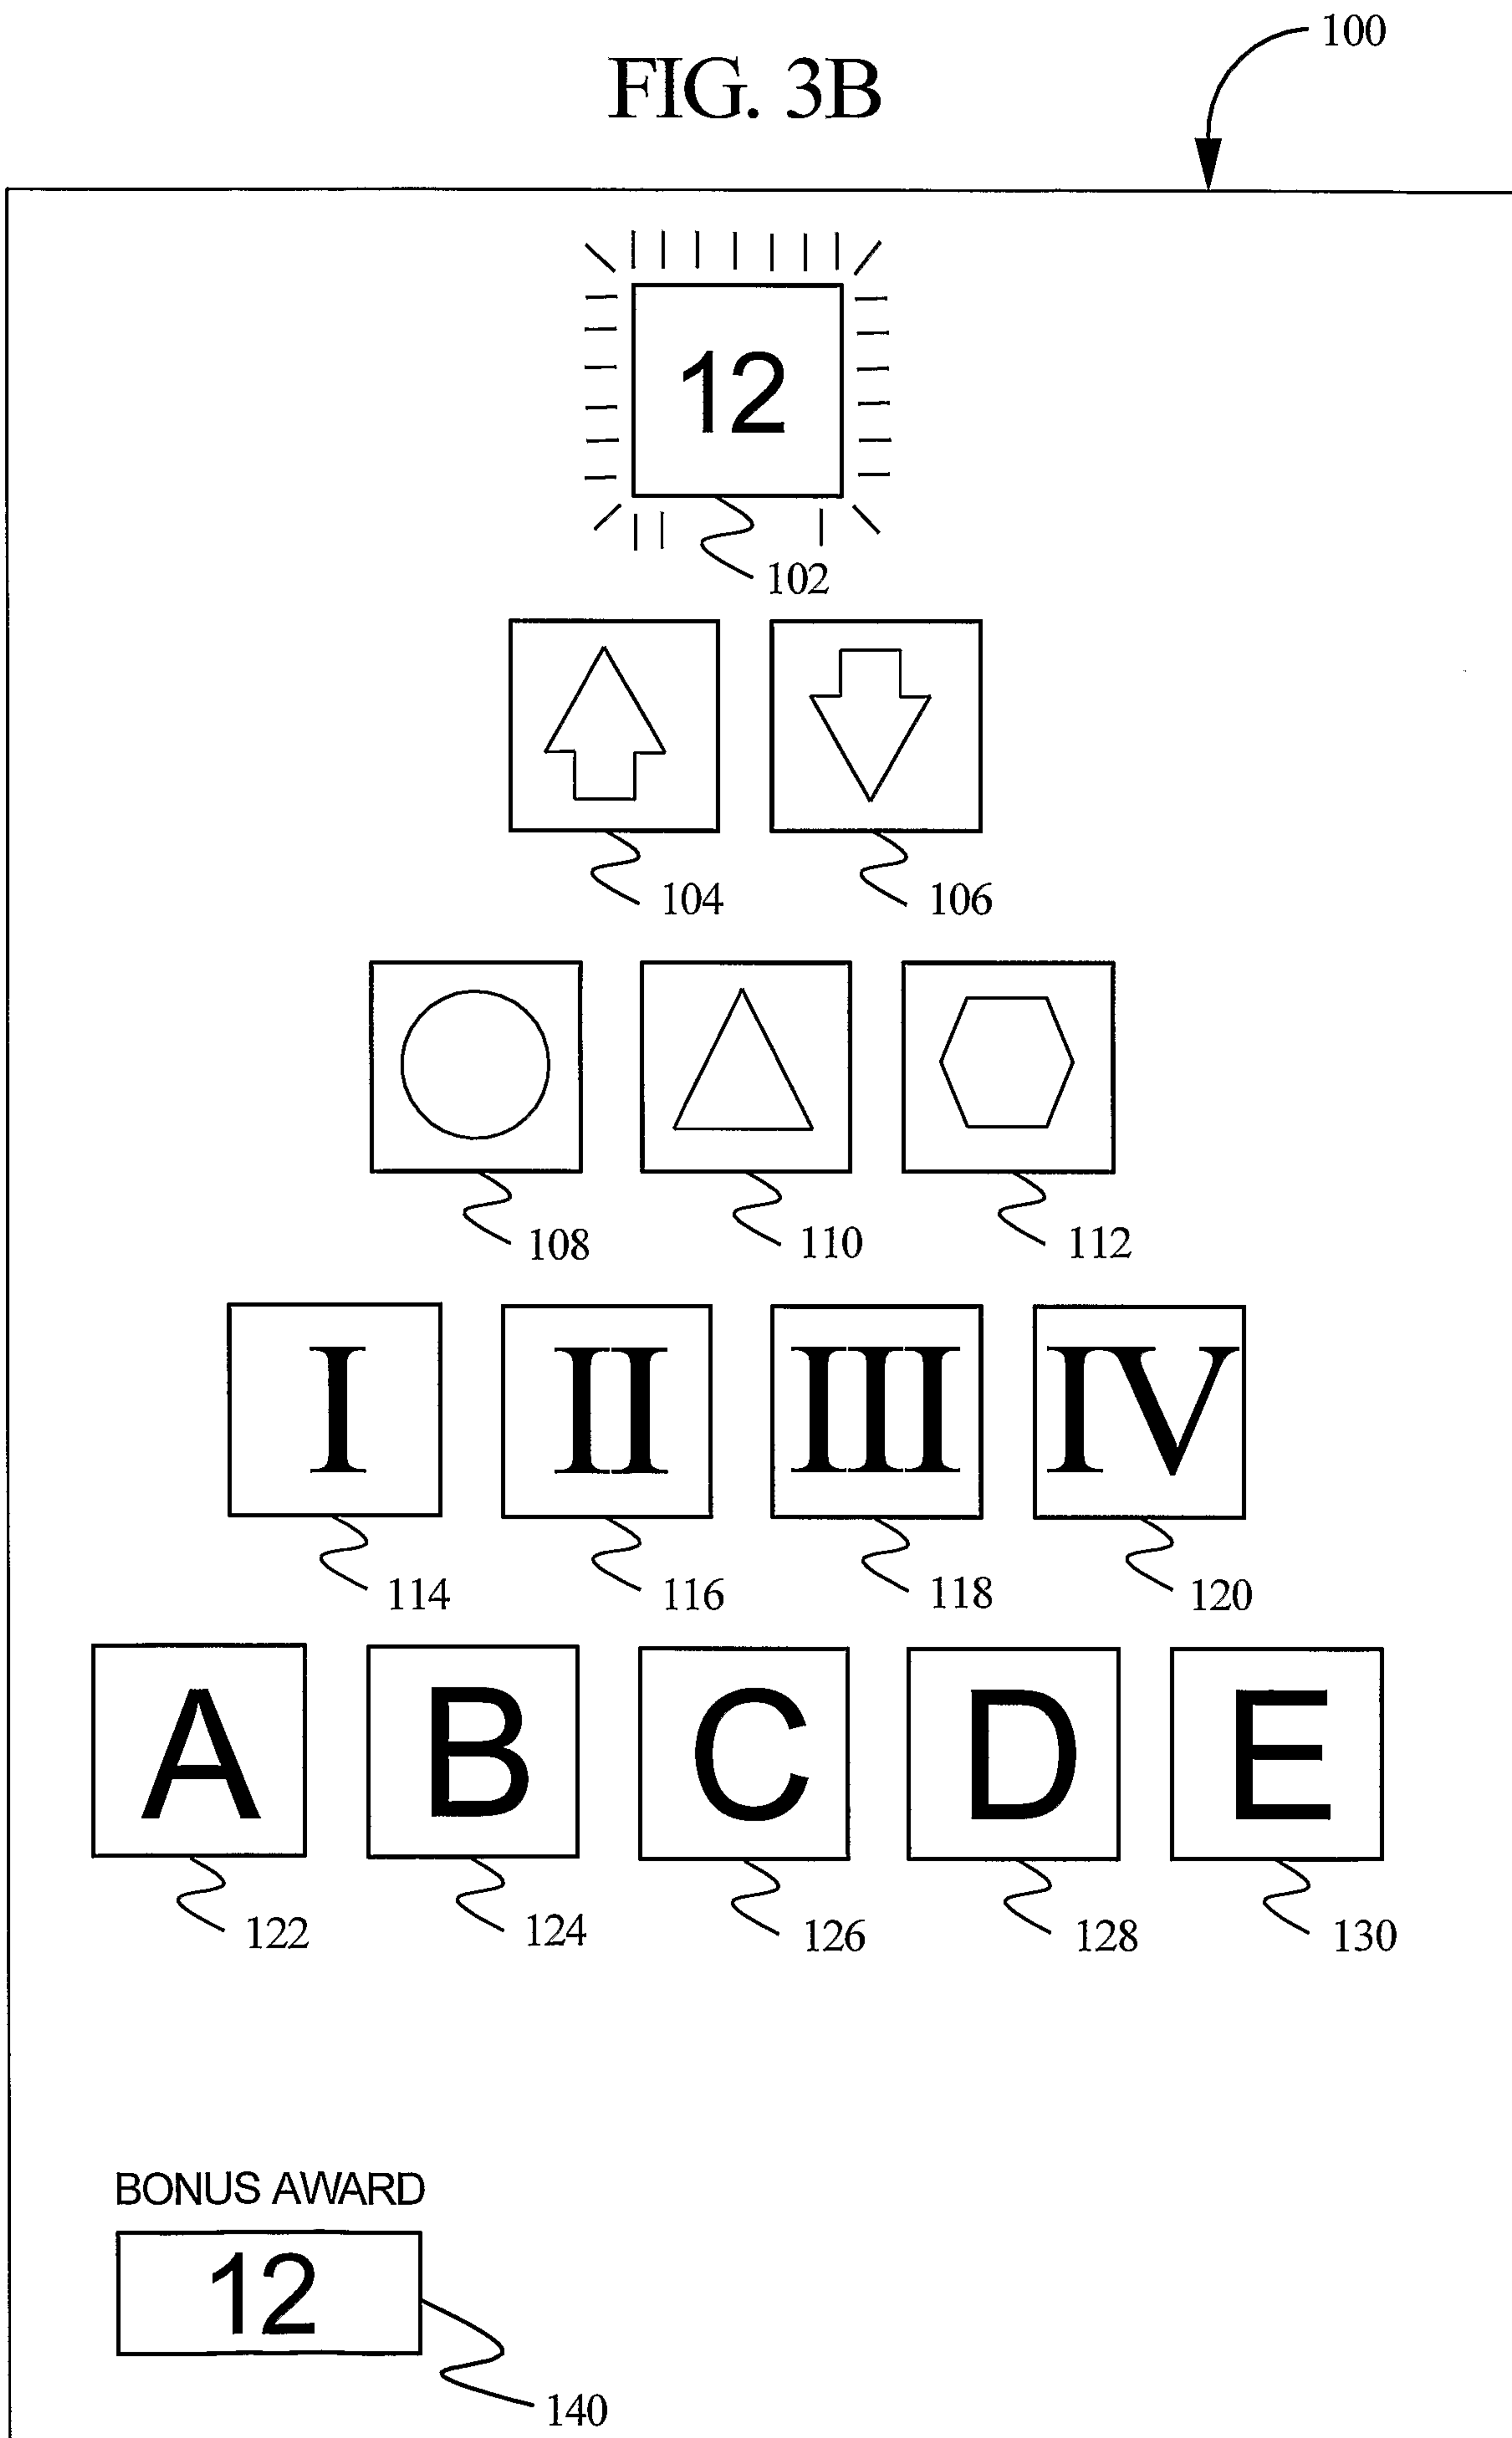 100
FIG. 3B
12
102
104 106
108 110 112
I II III IV
114 116 118 120
A B C D E
122 124 126 128 130
BONUS AWARD
12
140